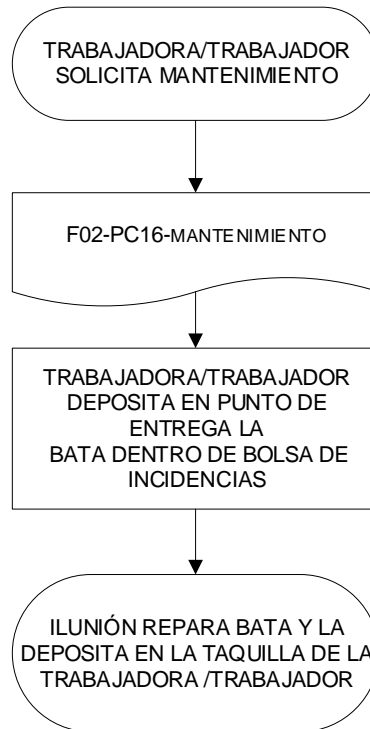 TRABAJADORA/TRABAJADOR
SOLICITA MANTENIMIENTO
F02-PC16-MANTENIMIENTO
TRABAJADORA/TRABAJADOR
DEPOSITA EN PUNTO DE
ENTREGA LA
BATA DENTRO DE BOLSA DE
INCIDENCIAS
ILUNIÓN REPARA BATA Y LA
DEPOSITA EN LA TAQUILLA DE LA
TRABAJADORA /TRABAJADOR